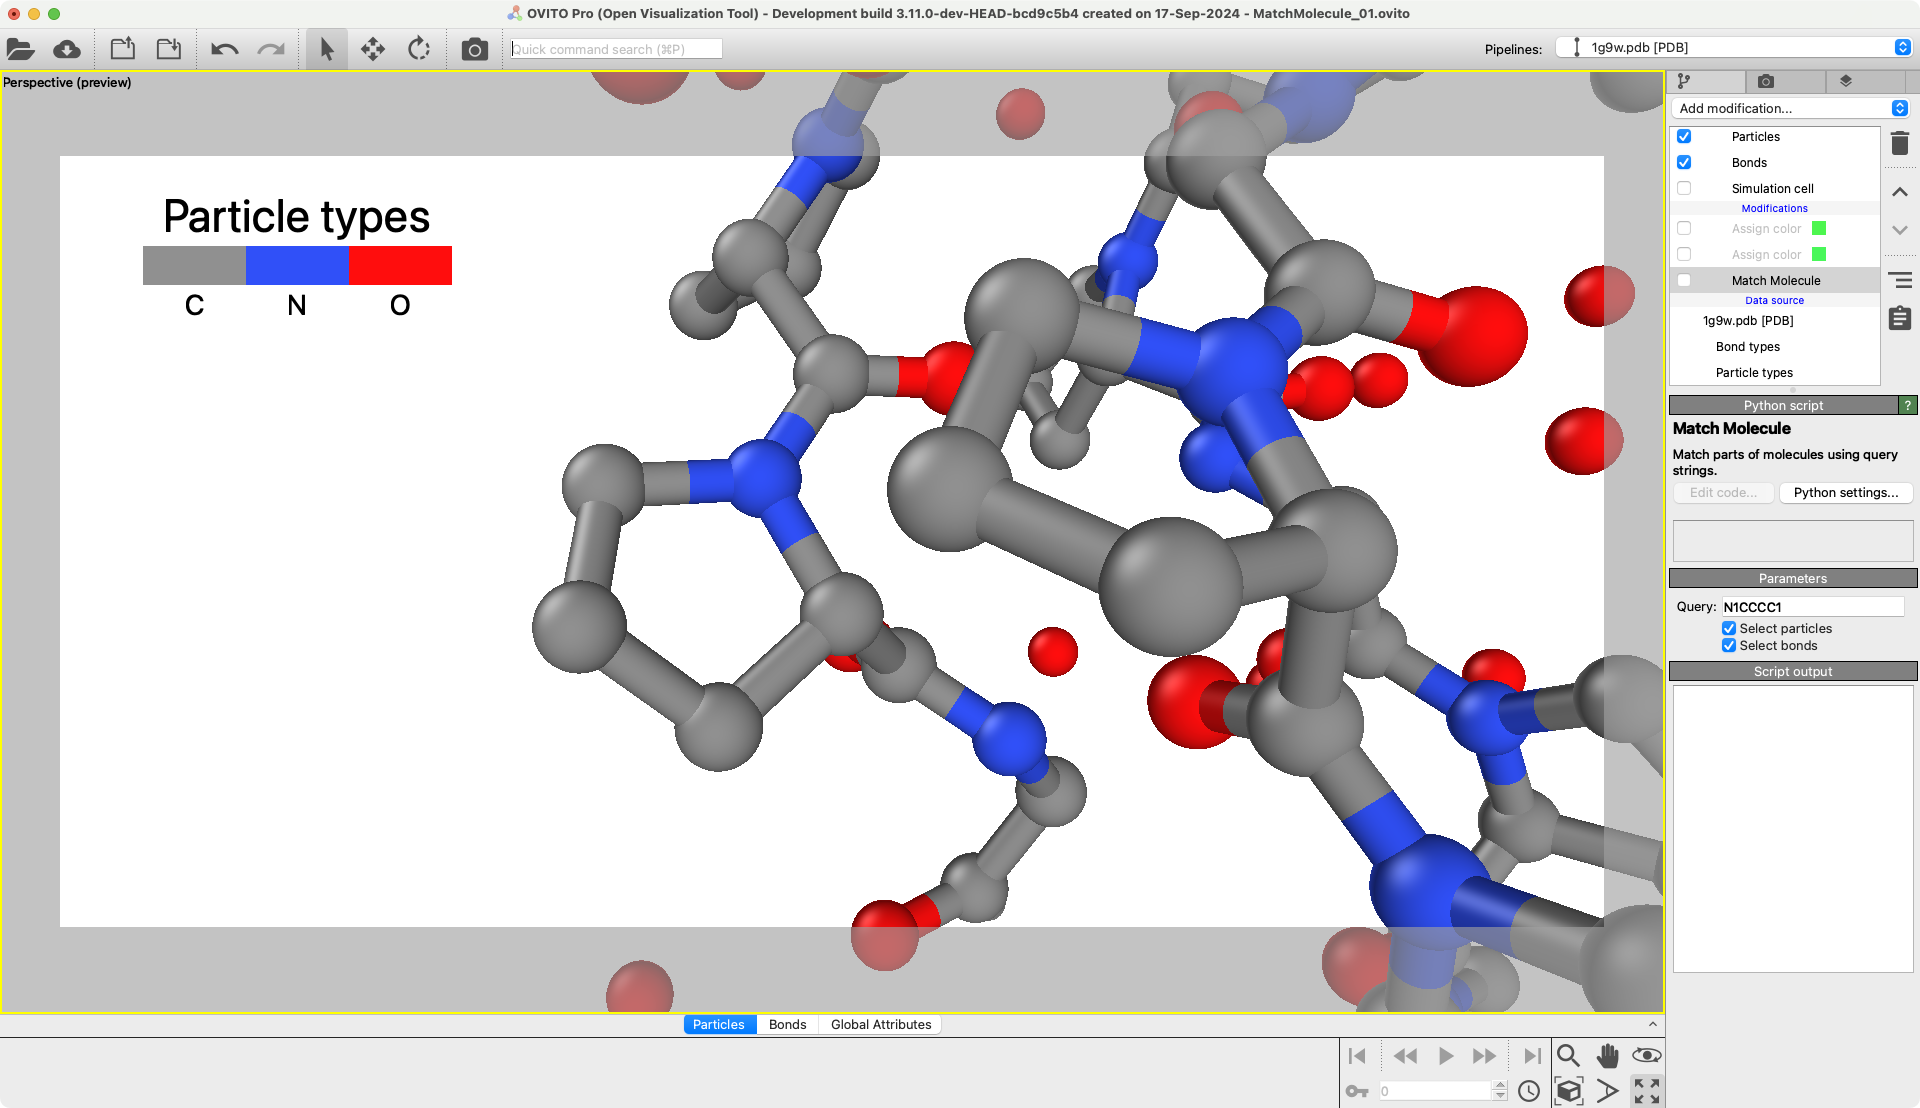 OVITO Pro (Open Visualization Tool) - Development build 3.11.0-dev-HEAD-bcd9c5b4 created on 17-Sep-2024 - MatchMolecule_01.ovito
Quick command search (⌘P)
Pipelines:
1g9w.pdb [PDB]
Perspective (preview)
Particle types
C N O
Add modification...
Particles
Bonds
Simulation cell
Modifications
Assign color
Assign color
Match Molecule
Data source
1g9w.pdb [PDB]
Bond types
Particle types
Python script
?
Match Molecule
Match parts of molecules using query
strings.
Edit code...
Python settings...
Parameters
Query: N1CCCC1
Select particles
Select bonds
Script output
Particles
Bonds
Global Attributes
0